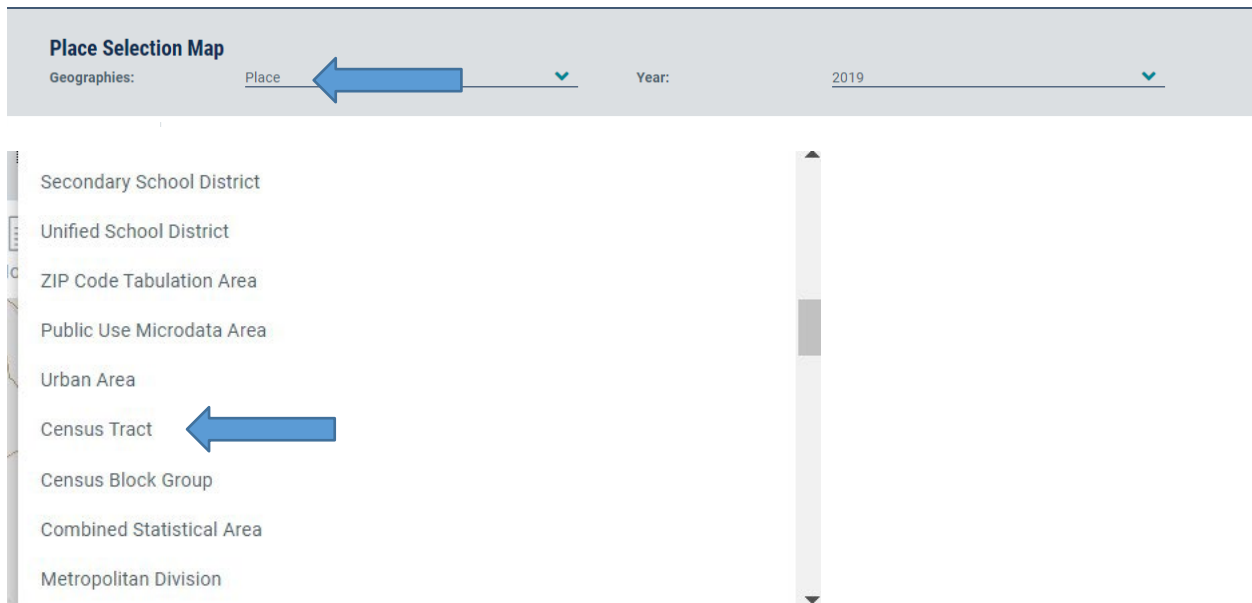 Place Selection Map
Geographies: Place Year: 2019
Secondary School District
Unified School District
ZIP Code Tabulation Area
Public Use Microdata Area
Urban Area
Census Tract
Census Block Group
Combined Statistical Area
Metropolitan Division